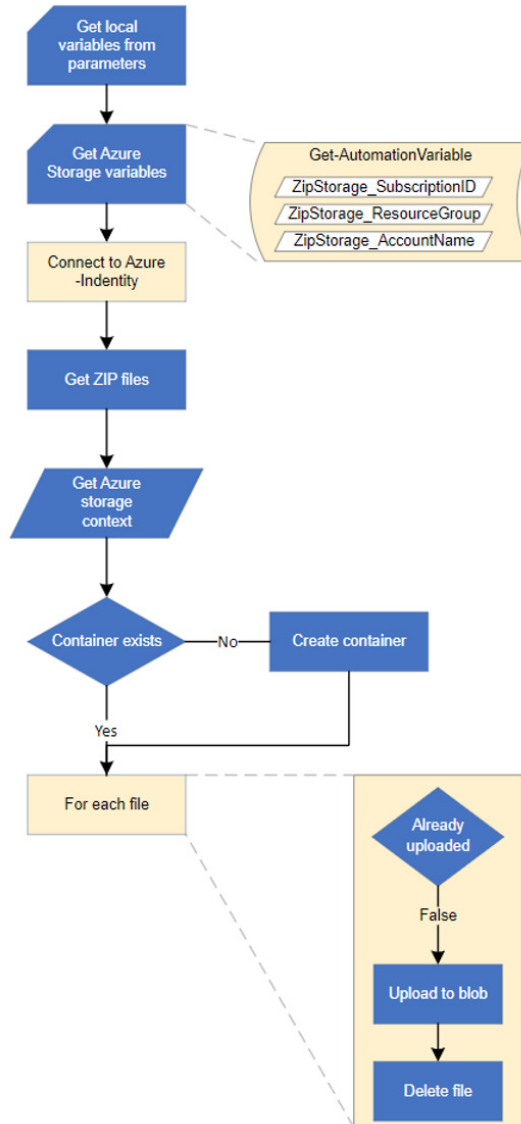 Get local
variables from
parameters
Get Azure
Storage variables
Get-AutomationVariable
ZipStorage_SubscriptionID
ZipStorage_ResourceGroup
ZipStorage_AccountName
Connect to Azure
-Indentity
Get ZIP files
Get Azure
storage
context
Container exists
No
Create container
Yes
For each file
Already
uploaded
False
Upload to blob
Delete file